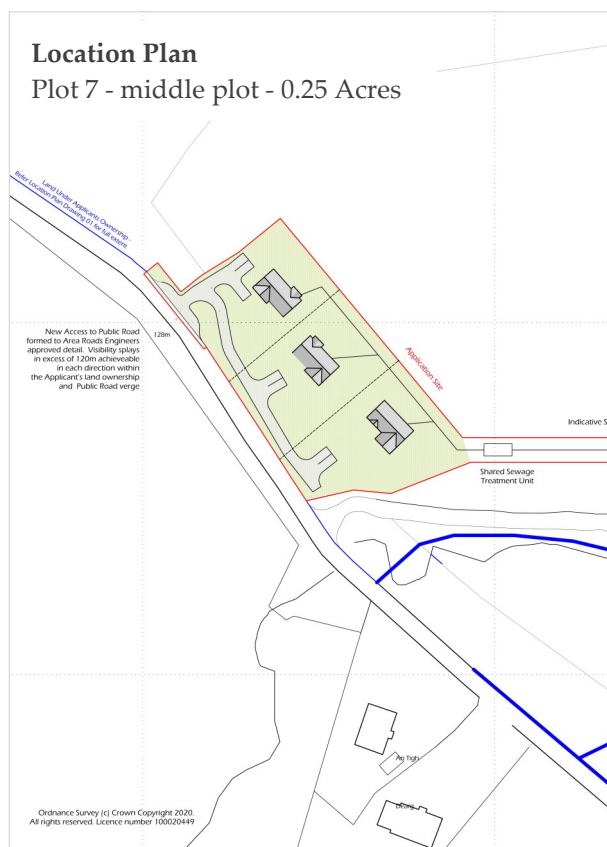 Location Plan
Plot 7 - middle plot - 0.25 Acres
Land Under Applicants Ownership -
Refer Location Plan Drawing 01 for full extent
New Access to Public Road
formed to Area Roads Engineers
approved detail. Visibility splays
in excess of 120m achieveable
in each direction within
the Applicant's land ownership
and Public Road verge
128m
Application Site
Indicative S
Shared Sewage
Treatment Unit
An Tigh
Dearg
Ordnance Survey (c) Crown Copyright 2020.
All rights reserved. Licence number 100020449